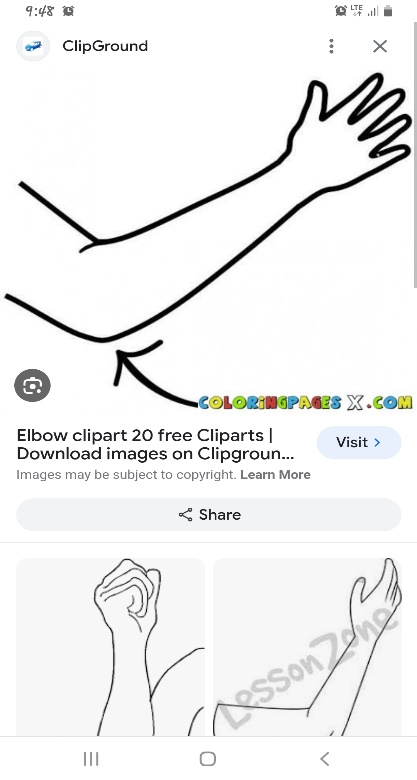 9:48
LTE
ClipGround
COLORINGPAGES X .COM
Elbow clipart 20 free Cliparts |
Download images on Clipgroun...
Visit >
Images may be subject to copyright. Learn More
Share
LessonZone